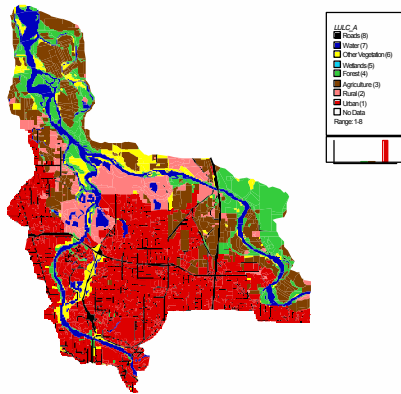 LULC_A
Roads (8)
Water (7)
Other Vegetation (6)
Wetlands (5)
Forest (4)
Agriculture (3)
Rural (2)
Urban (1)
No Data
Range: 1-8